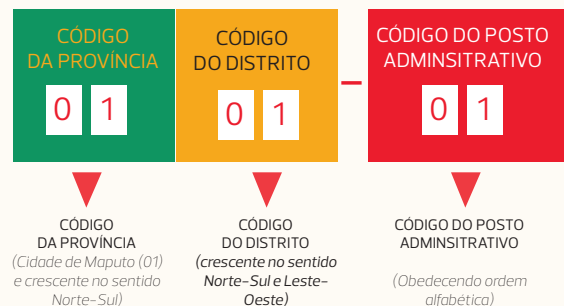 CÓDIGO
DA PROVÍNCIA
0 1
CÓDIGO
DO DISTRITO
0 1
–
CÓDIGO DO POSTO
ADMINSITRATIVO
0 1
CÓDIGO
DA PROVÍNCIA
(Cidade de Maputo (01)
e crescente no sentido
Norte-Sul)
CÓDIGO
DO DISTRITO
(crescente no sentido
Norte-Sul e Leste-
Oeste)
CÓDIGO DO POSTO
ADMINSITRATIVO
(Obedecendo ordem
alfabética)